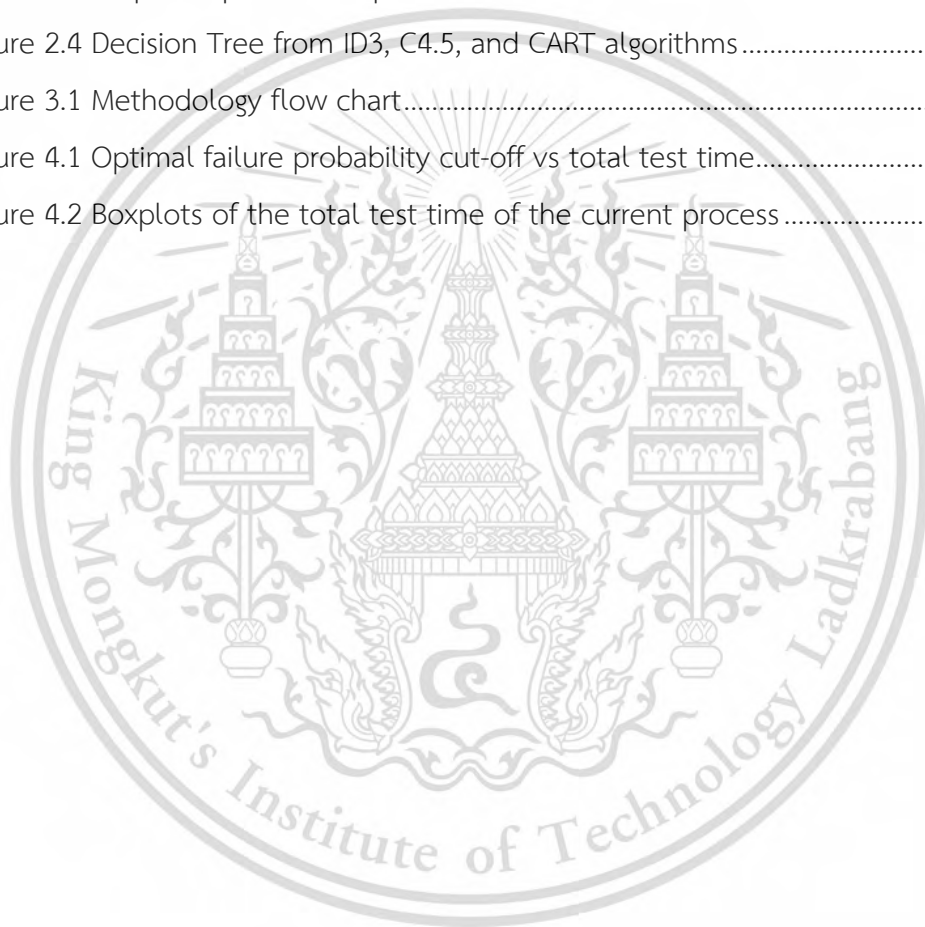 ure 2.4 Decision Tree from ID3, C4.5, and CART algorithms............................
ure 3.1 Methodology flow chart............................................................................
ure 4.1 Optimal failure probability cut-off vs total test time.........................
ure 4.2 Boxplots of the total test time of the current process....................
King Mongkut's Institute of Technology Ladkrabang